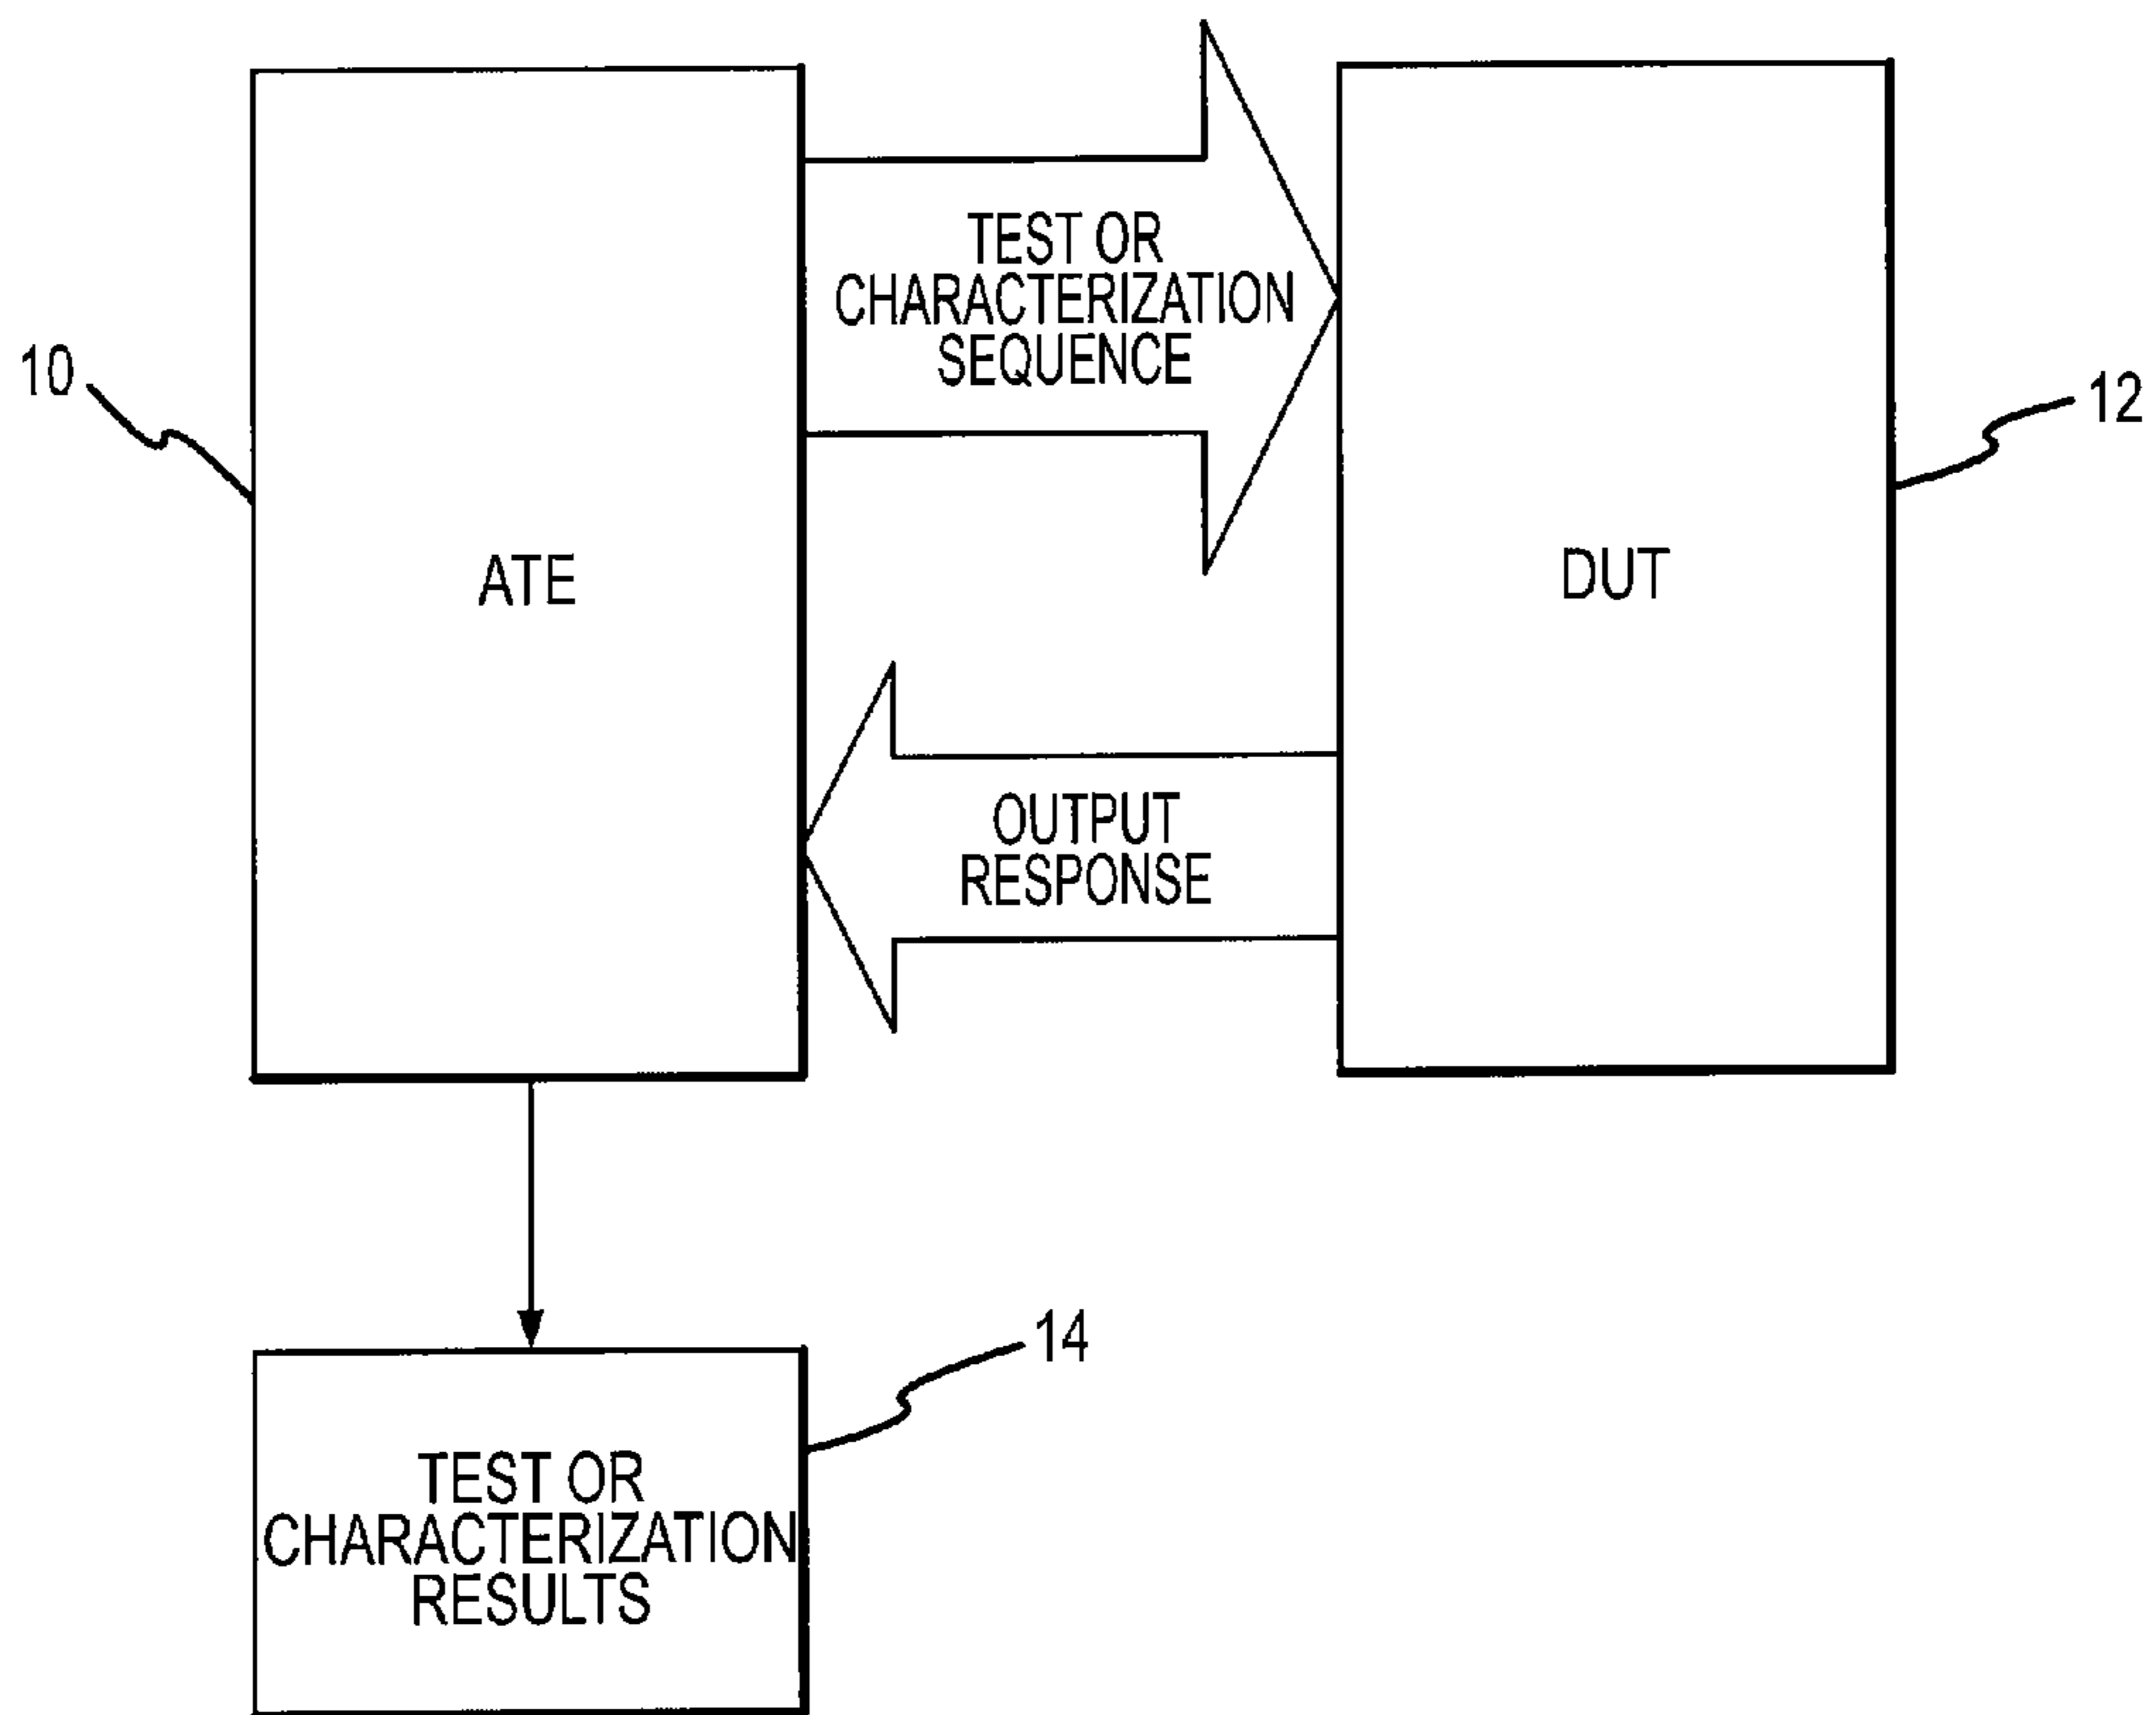 TEST OR
CHARACTERIZATION
SEQUENCE
10
12
ATE
DUT
OUTPUT
RESPONSE
14
TEST OR
CHARACTERIZATION
RESULTS